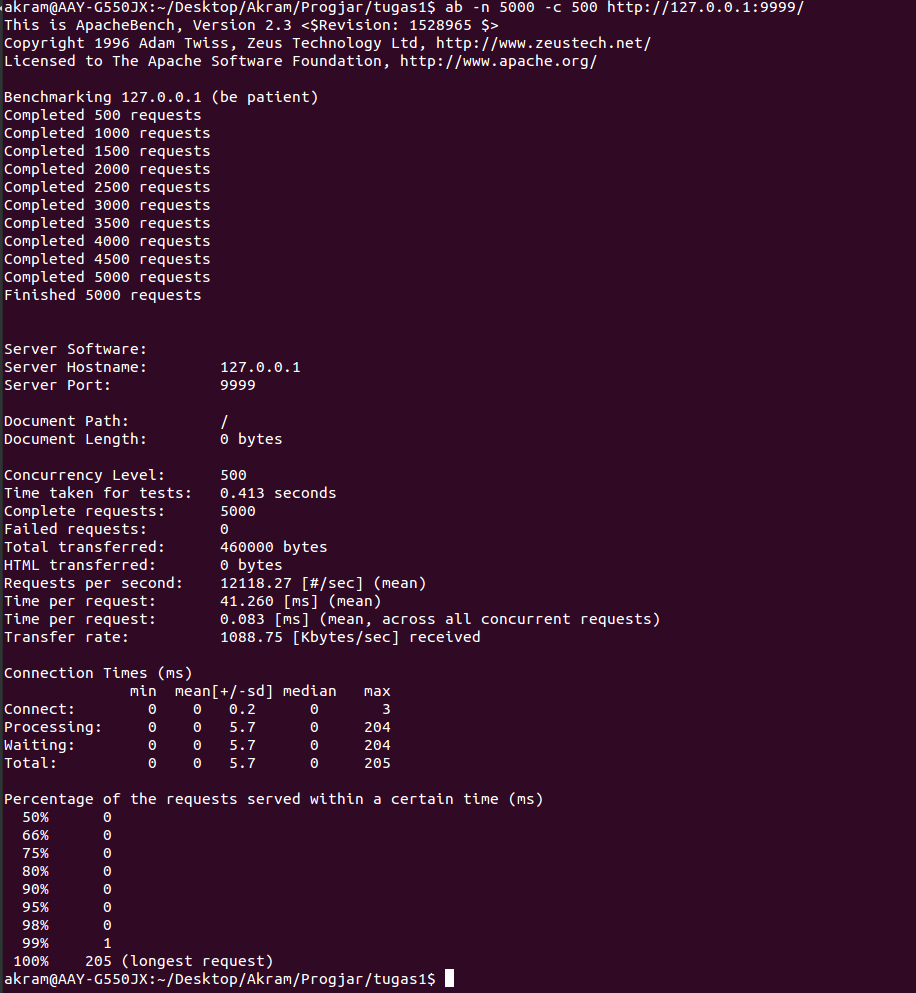 akram@AAY-G550JX:~/Desktop/Akram/Progjar/tugas1$ ab -n 5000 -c 500 http://127.0.0.1:9999/
This is ApacheBench, Version 2.3 <$Revision: 1528965 $>
Copyright 1996 Adam Twiss, Zeus Technology Ltd, http://www.zeustech.net/
Licensed to The Apache Software Foundation, http://www.apache.org/

Benchmarking 127.0.0.1 (be patient)
Completed 500 requests
Completed 1000 requests
Completed 1500 requests
Completed 2000 requests
Completed 2500 requests
Completed 3000 requests
Completed 3500 requests
Completed 4000 requests
Completed 4500 requests
Completed 5000 requests
Finished 5000 requests


Server Software:
Server Hostname:        127.0.0.1
Server Port:            9999

Document Path:          /
Document Length:        0 bytes

Concurrency Level:      500
Time taken for tests:   0.413 seconds
Complete requests:      5000
Failed requests:        0
Total transferred:      460000 bytes
HTML transferred:       0 bytes
Requests per second:    12118.27 [#/sec] (mean)
Time per request:       41.260 [ms] (mean)
Time per request:       0.083 [ms] (mean, across all concurrent requests)
Transfer rate:          1088.75 [Kbytes/sec] received

Connection Times (ms)
              min  mean[+/-sd] median   max
Connect:        0    0   0.2      0       3
Processing:     0    0   5.7      0     204
Waiting:        0    0   5.7      0     204
Total:          0    0   5.7      0     205

Percentage of the requests served within a certain time (ms)
  50%      0
  66%      0
  75%      0
  80%      0
  90%      0
  95%      0
  98%      0
  99%      1
 100%    205 (longest request)
akram@AAY-G550JX:~/Desktop/Akram/Progjar/tugas1$